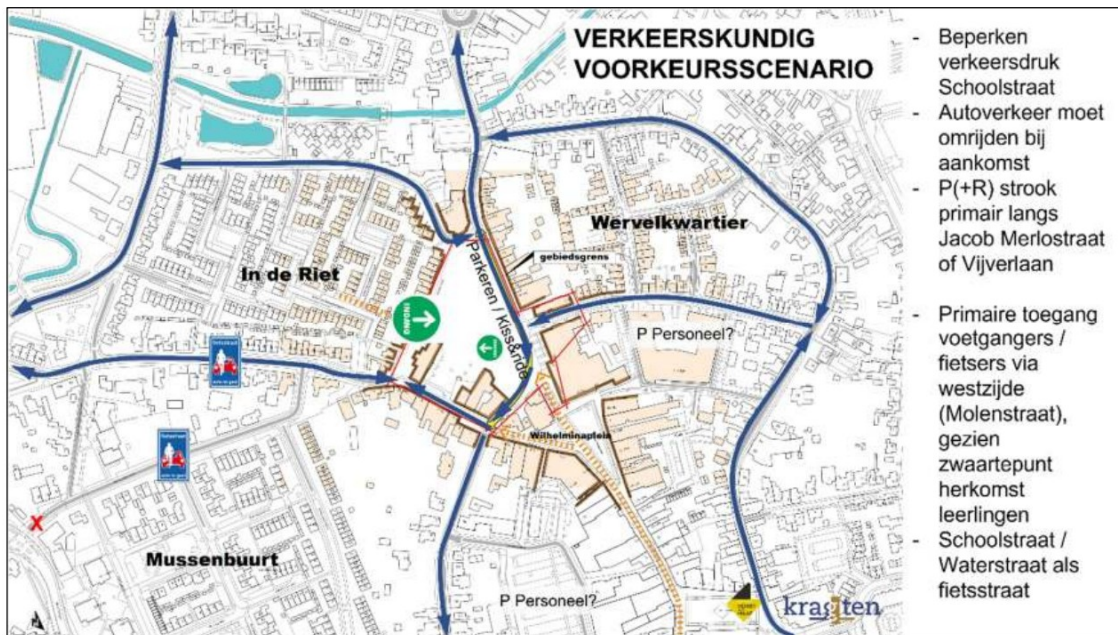 VERKEERSKUNDIG
VOORKEURSSCENARIO
- Beperken
verkeersdruk
Schoolstraat
- Autoverkeer moet
omrijden bij
aankomst
- P(+R) strook
primair langs
Jacob Merlostraat
of Vijverlaan
- Primaire toegang
voetgangers /
fietsers via
westzijde
(Molenstraat),
gezien
zwaartepunt
herkomst
leerlingen
- Schoolstraat /
Waterstraat als
fietsstraat
Wervelkwartier
gebiedsgrens
In de Riet
Parkeren / Kiss&ride
INGANG
P Personeel?
Wilhelminaplein
X
Mussenbuurt
P Personeel?
kragten